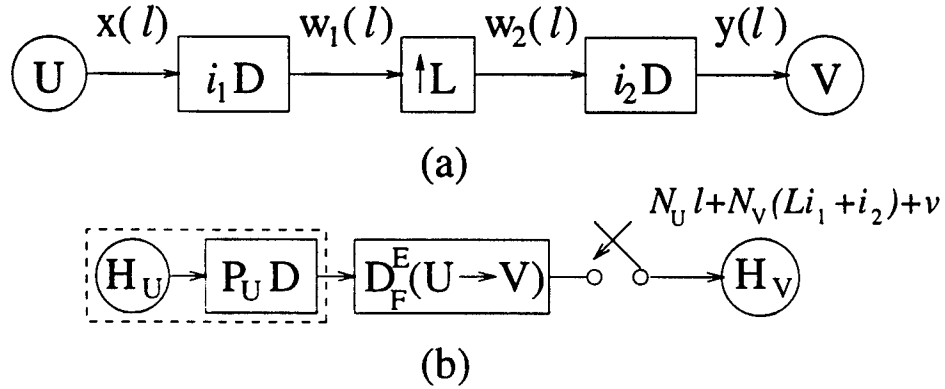 x(l) w₁(l) w₂(l) y(l)
U i₁D ↑L i₂D V
(a)
N_U l+N_V(Li₁+i₂)+v
H_U P_U D D_F^E(U→V) H_V
(b)